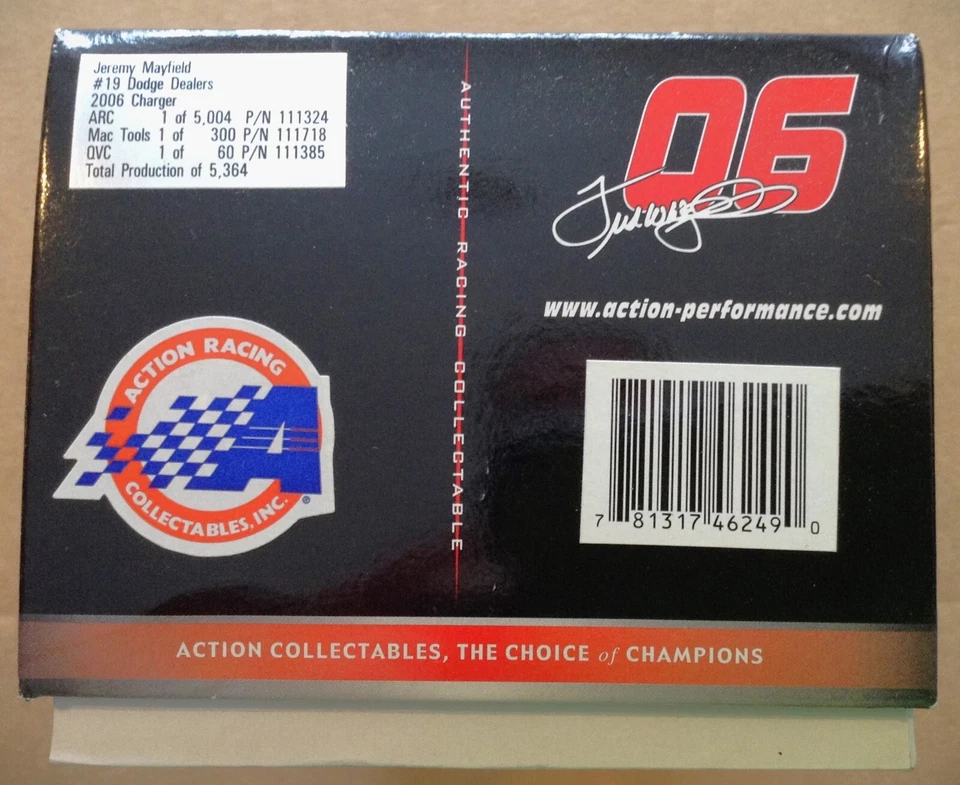 Jeremy Mayfield
#19 Dodge Dealers
2006 Charger
ARC 1 of 5,004 P/N 111324
Mac Tools 1 of 300 P/N 111718
QVC 1 of 60 P/N 111385
Total Production of 5,364
AUTHENTIC RACING COLLECTABLE
06
www.action-performance.com
ACTION RACING
COLLECTABLES, INC.
®
7 81317 46249 0
ACTION COLLECTABLES, THE CHOICE of CHAMPIONS